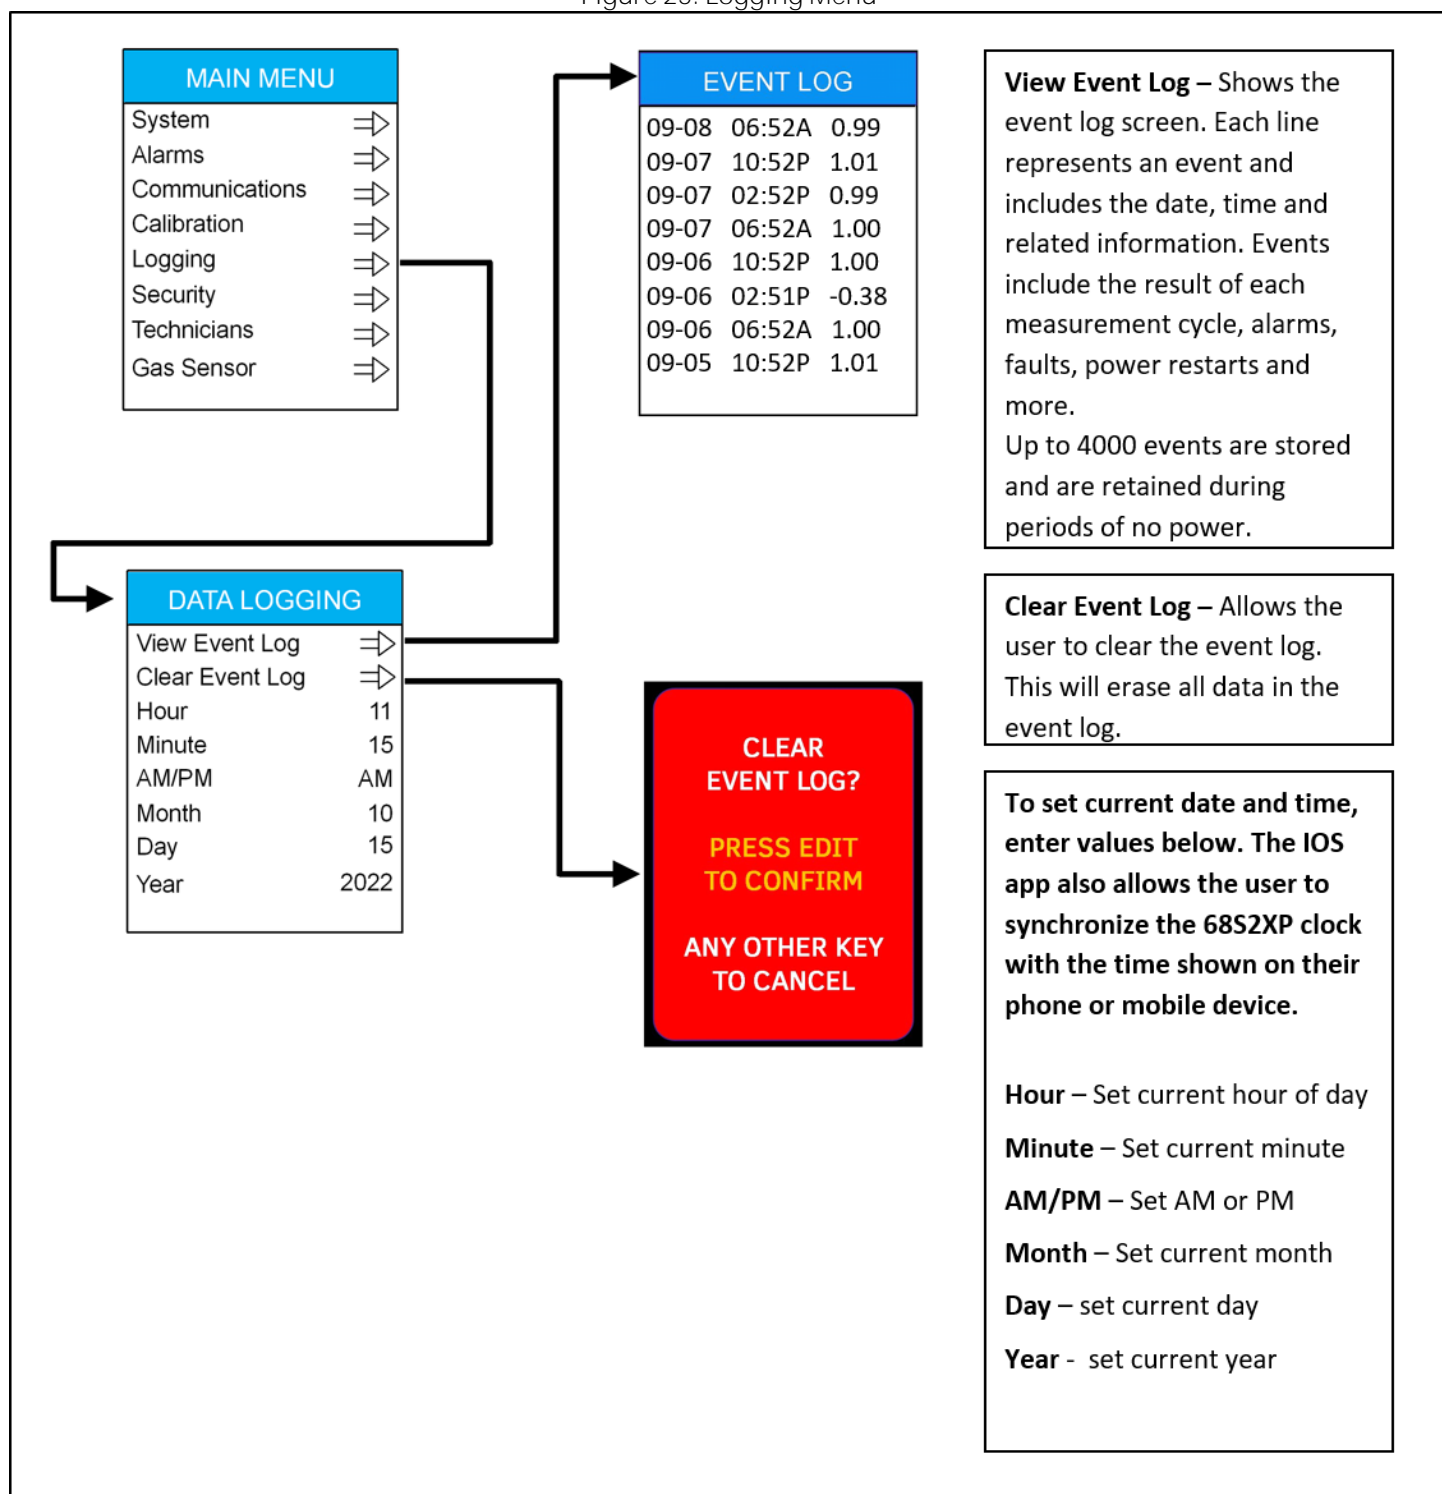 MAIN MENU
System
Alarms
Communications
Calibration
Logging
Security
Technicians
Gas Sensor
EVENT LOG
09-08 06:52A 0.99
09-07 10:52P 1.01
09-07 02:52P 0.99
09-07 06:52A 1.00
09-06 10:52P 1.00
09-06 02:51P -0.38
09-06 06:52A 1.00
09-05 10:52P 1.01
DATA LOGGING
View Event Log
Clear Event Log
Hour 11
Minute 15
AM/PM AM
Month 10
Day 15
Year 2022
CLEAR
EVENT LOG?
PRESS EDIT
TO CONFIRM
ANY OTHER KEY
TO CANCEL
View Event Log – Shows the
event log screen. Each line
represents an event and
includes the date, time and
related information. Events
include the result of each
measurement cycle, alarms,
faults, power restarts and
more.
Up to 4000 events are stored
and are retained during
periods of no power.
Clear Event Log – Allows the
user to clear the event log.
This will erase all data in the
event log.
To set current date and time,
enter values below. The IOS
app also allows the user to
synchronize the 68S2XP clock
with the time shown on their
phone or mobile device.
Hour – Set current hour of day
Minute – Set current minute
AM/PM – Set AM or PM
Month – Set current month
Day – set current day
Year - set current year